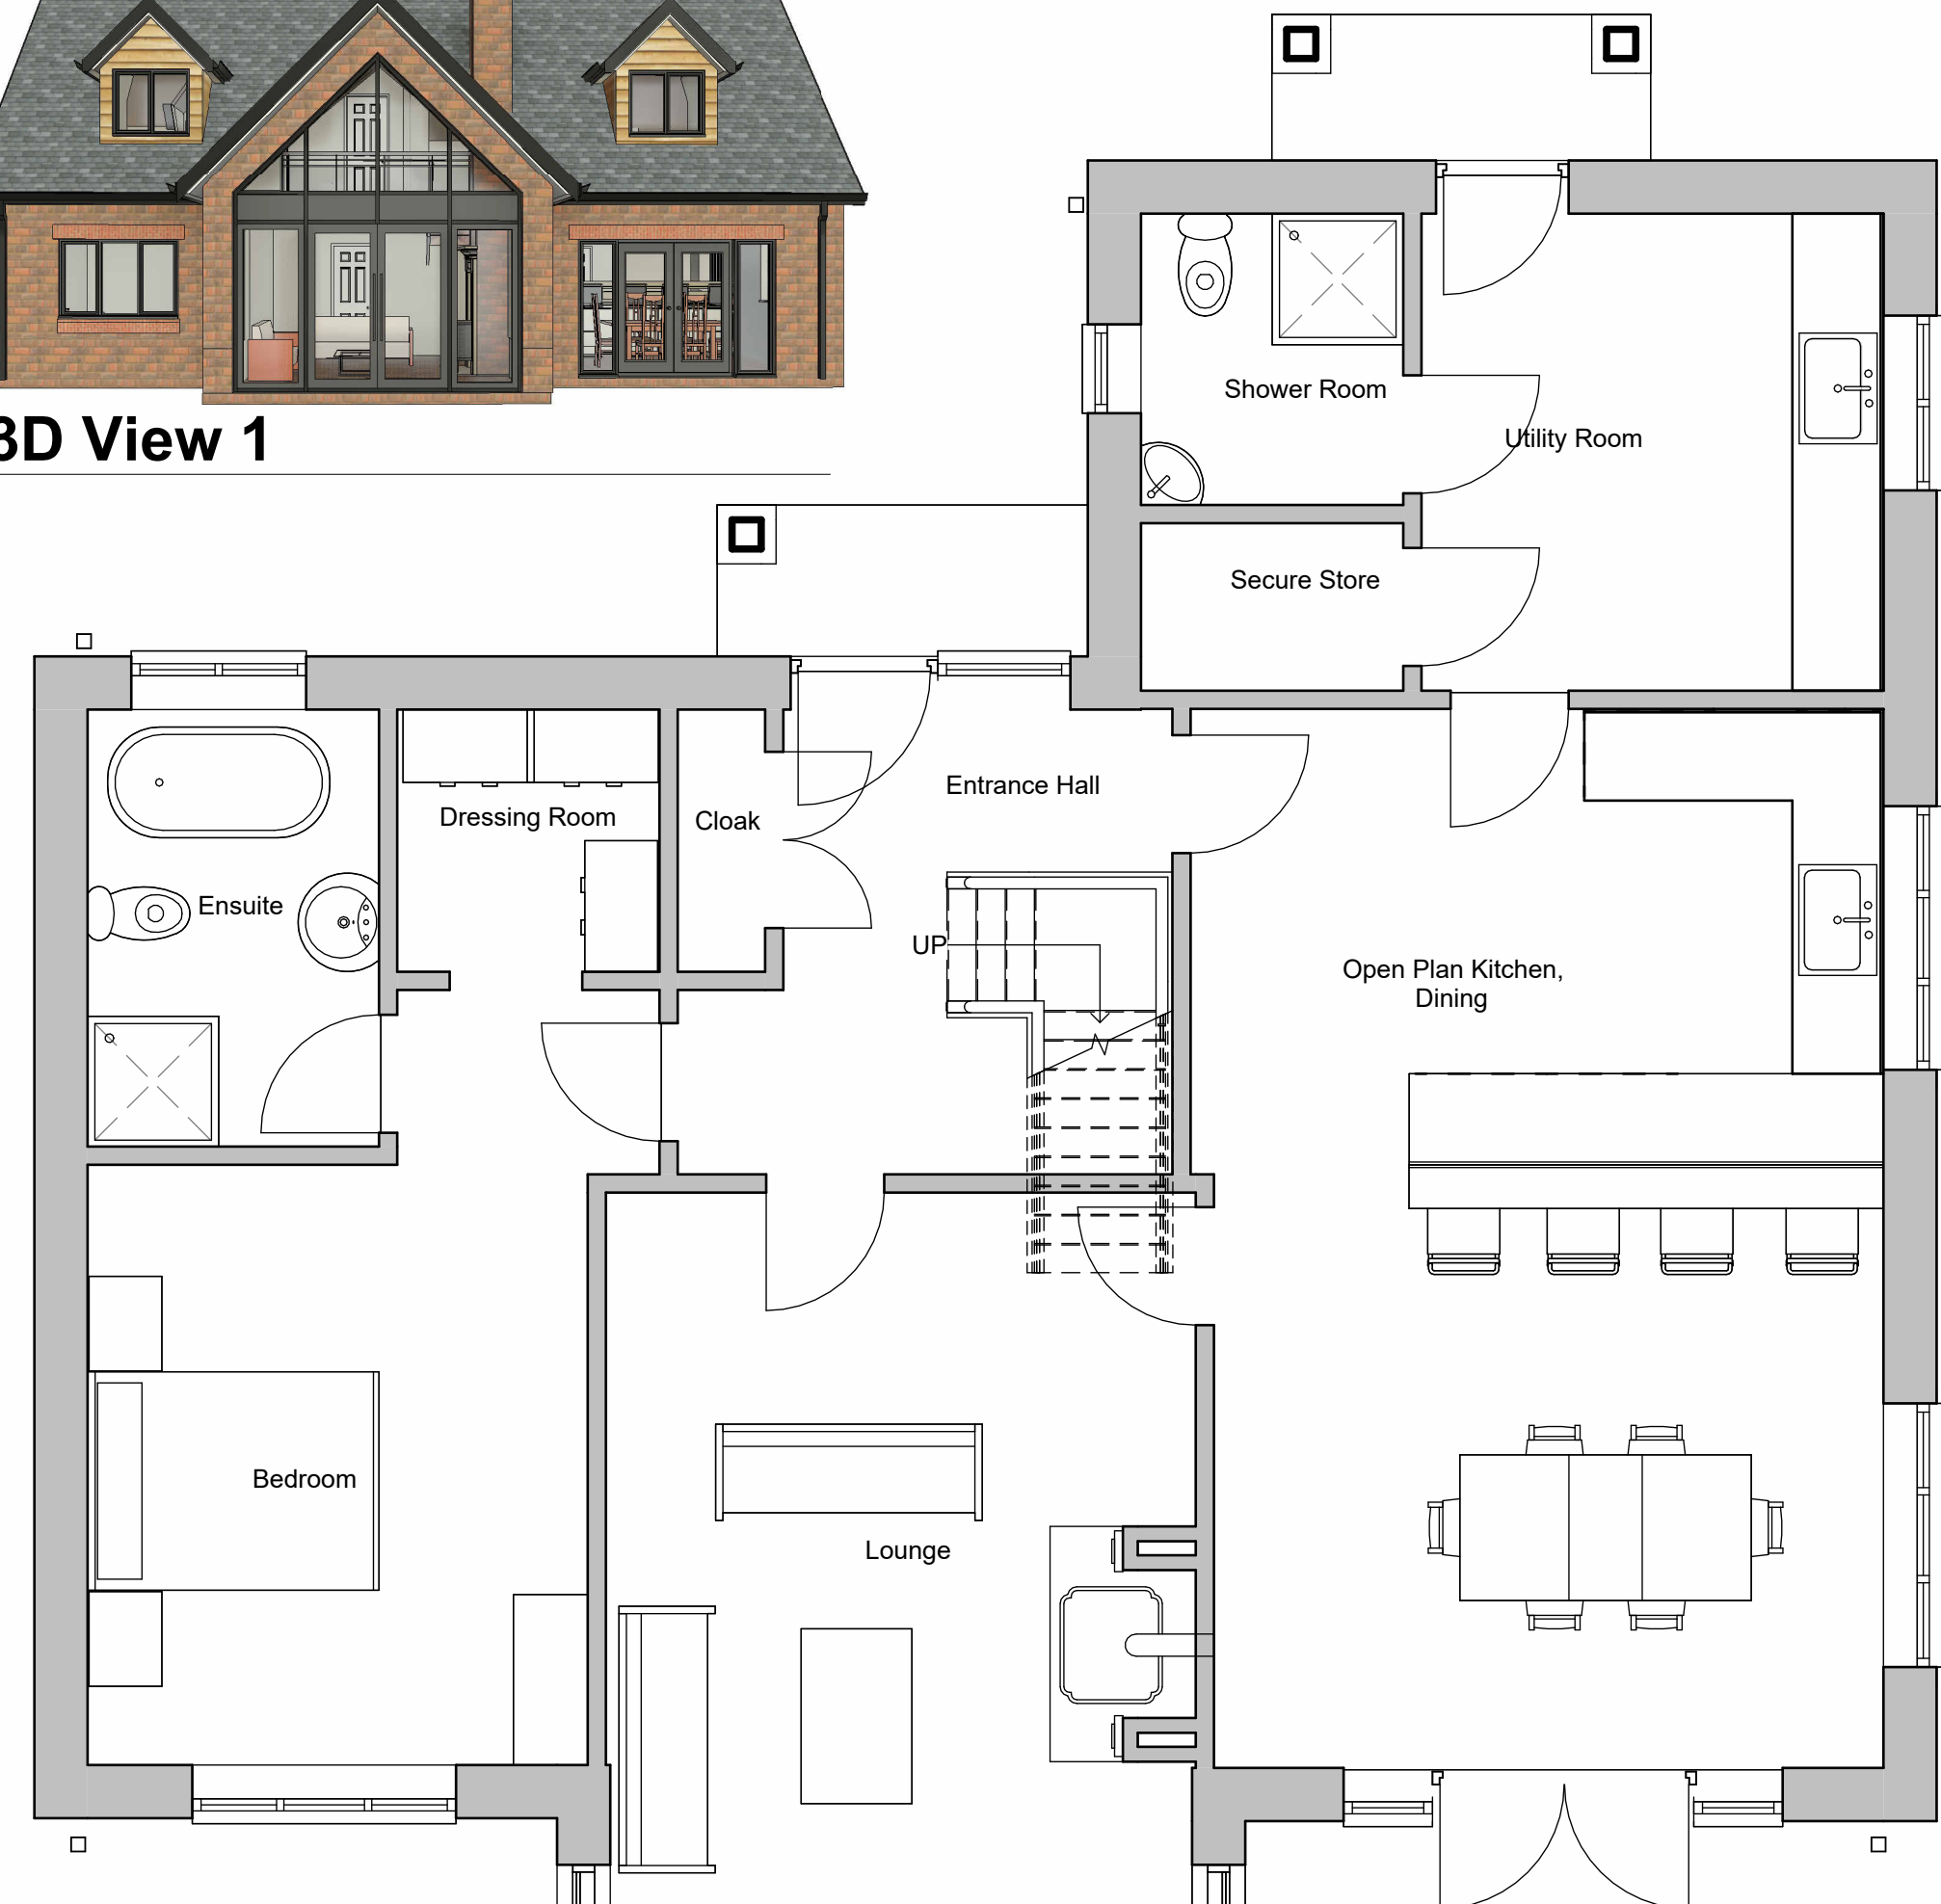 3D View 1
Shower Room
Utility Room
Secure Store
Entrance Hall
Dressing Room
Cloak
Ensuite
UP
Open Plan Kitchen,
Dining
Bedroom
Lounge